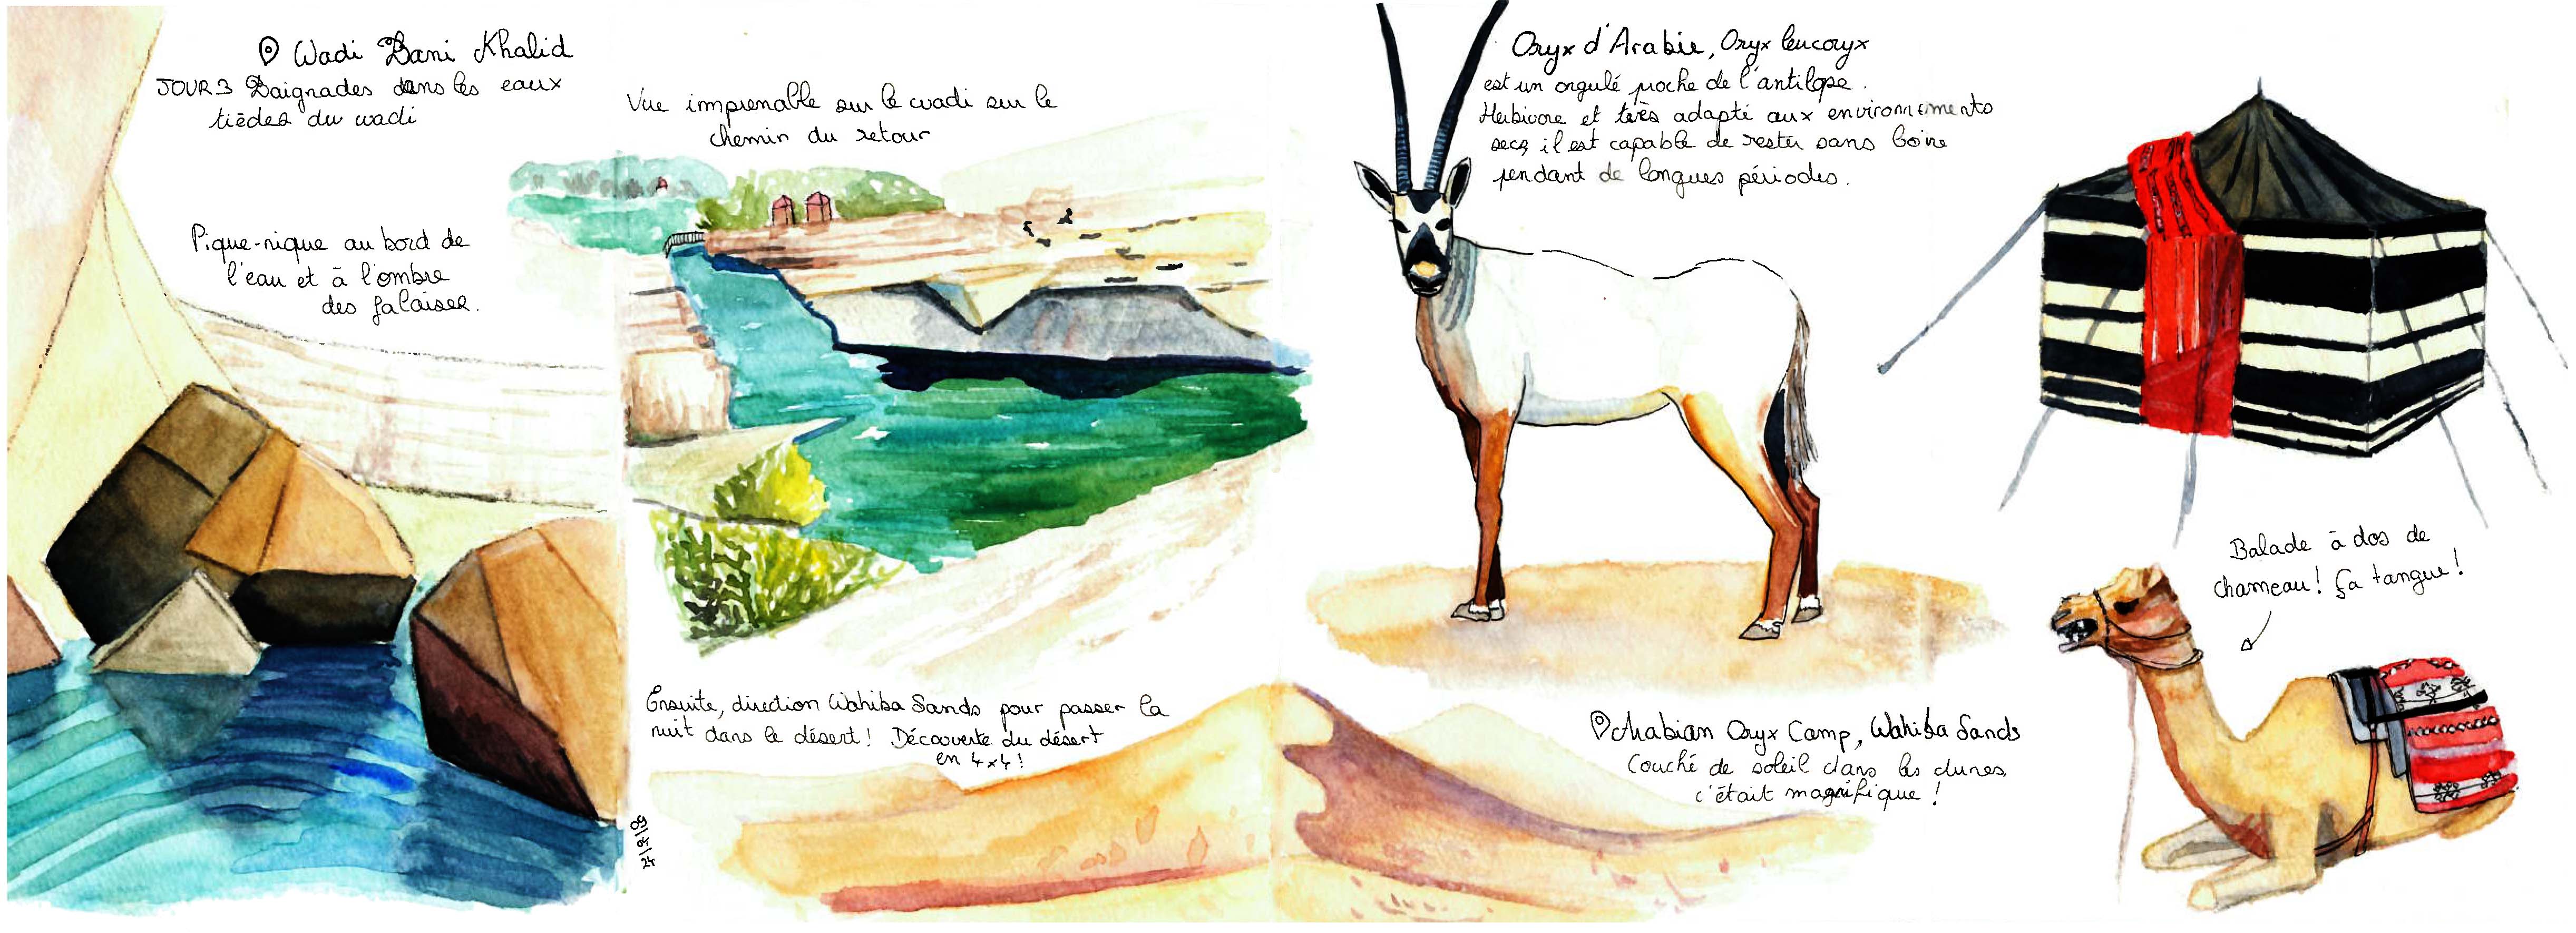 Wadi Bani Khalid
JOUR 3 Baignades dans les eaux
tièdes du wadi
Pique-nique au bord de
l'eau et à l'ombre
des falaises.
Vue imprenable sur le wadi sur le
chemin du retour
Ensuite, direction Wahiba Sands pour passer la
nuit dans le désert ! Découverte du désert
en 4x4 !
24/04/09
Oryx d'Arabie, Oryx leucoryx
est un ongulé proche de l'antilope.
Herbivore et très adapté aux environnements
secs il est capable de rester sans boire
pendant de longues périodes.
Arabian Oryx Camp, Wahiba Sands
Couché de soleil dans les dunes,
c'était magnifique !
Balade à dos de
chameau ! Ça tangue !